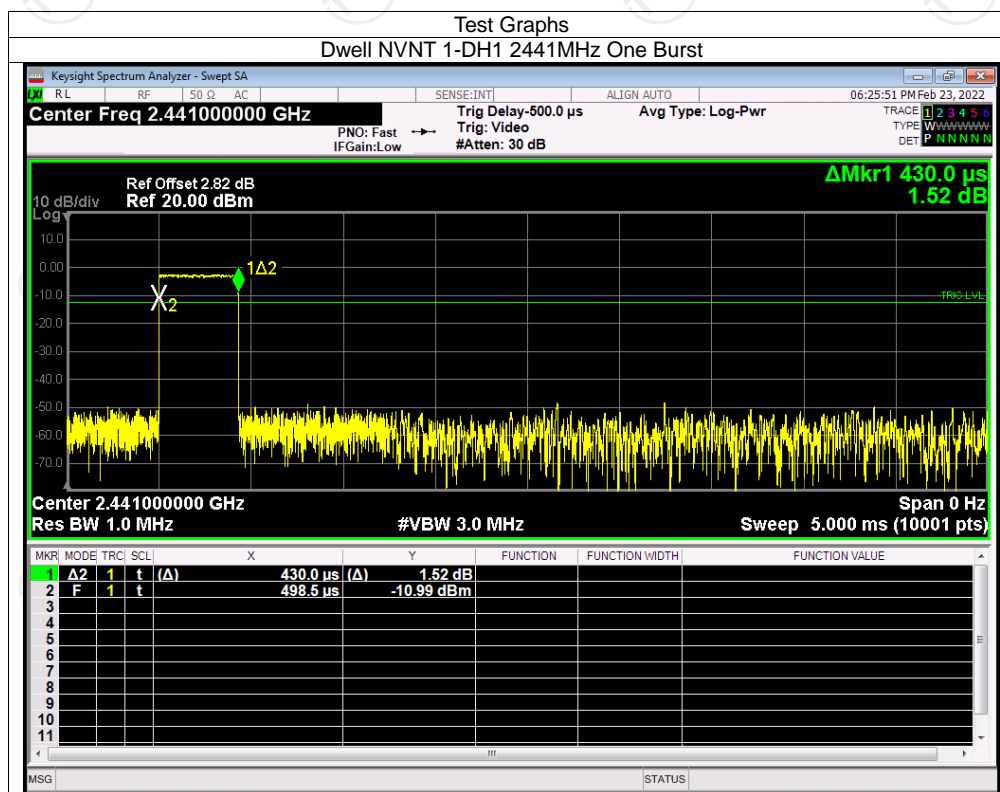 Test Graphs
Dwell NVNT 1-DH1 2441MHz One Burst
Keysight Spectrum Analyzer - Swept SA
LXI RL RF 50 Ω AC SENSE:INT ALIGN AUTO 06:25:51 PM Feb 23, 2022
Center Freq 2.441000000 GHz
PNO: Fast
IFGain:Low
Trig Delay-500.0 µs
Trig: Video
#Atten: 30 dB
Avg Type: Log-Pwr
TRACE 1 2 3 4 5 6
TYPE WWWWWW
DET P N N N N N
ΔMkr1 430.0 µs
1.52 dB
Ref Offset 2.82 dB
10 dB/div Ref 20.00 dBm
Log
10.0
0.00
-10.0
-20.0
-30.0
-40.0
-50.0
-60.0
-70.0
1Δ2
2
TRIG LVL
Center 2.441000000 GHz Span 0 Hz
Res BW 1.0 MHz #VBW 3.0 MHz Sweep 5.000 ms (10001 pts)
MKR MODE TRC SCL X Y FUNCTION FUNCTION WIDTH FUNCTION VALUE
1 Δ2 1 t (Δ) 430.0 µs (Δ) 1.52 dB
2 F 1 t 498.5 µs -10.99 dBm
3
4
5
6
7
8
9
10
11
MSG STATUS